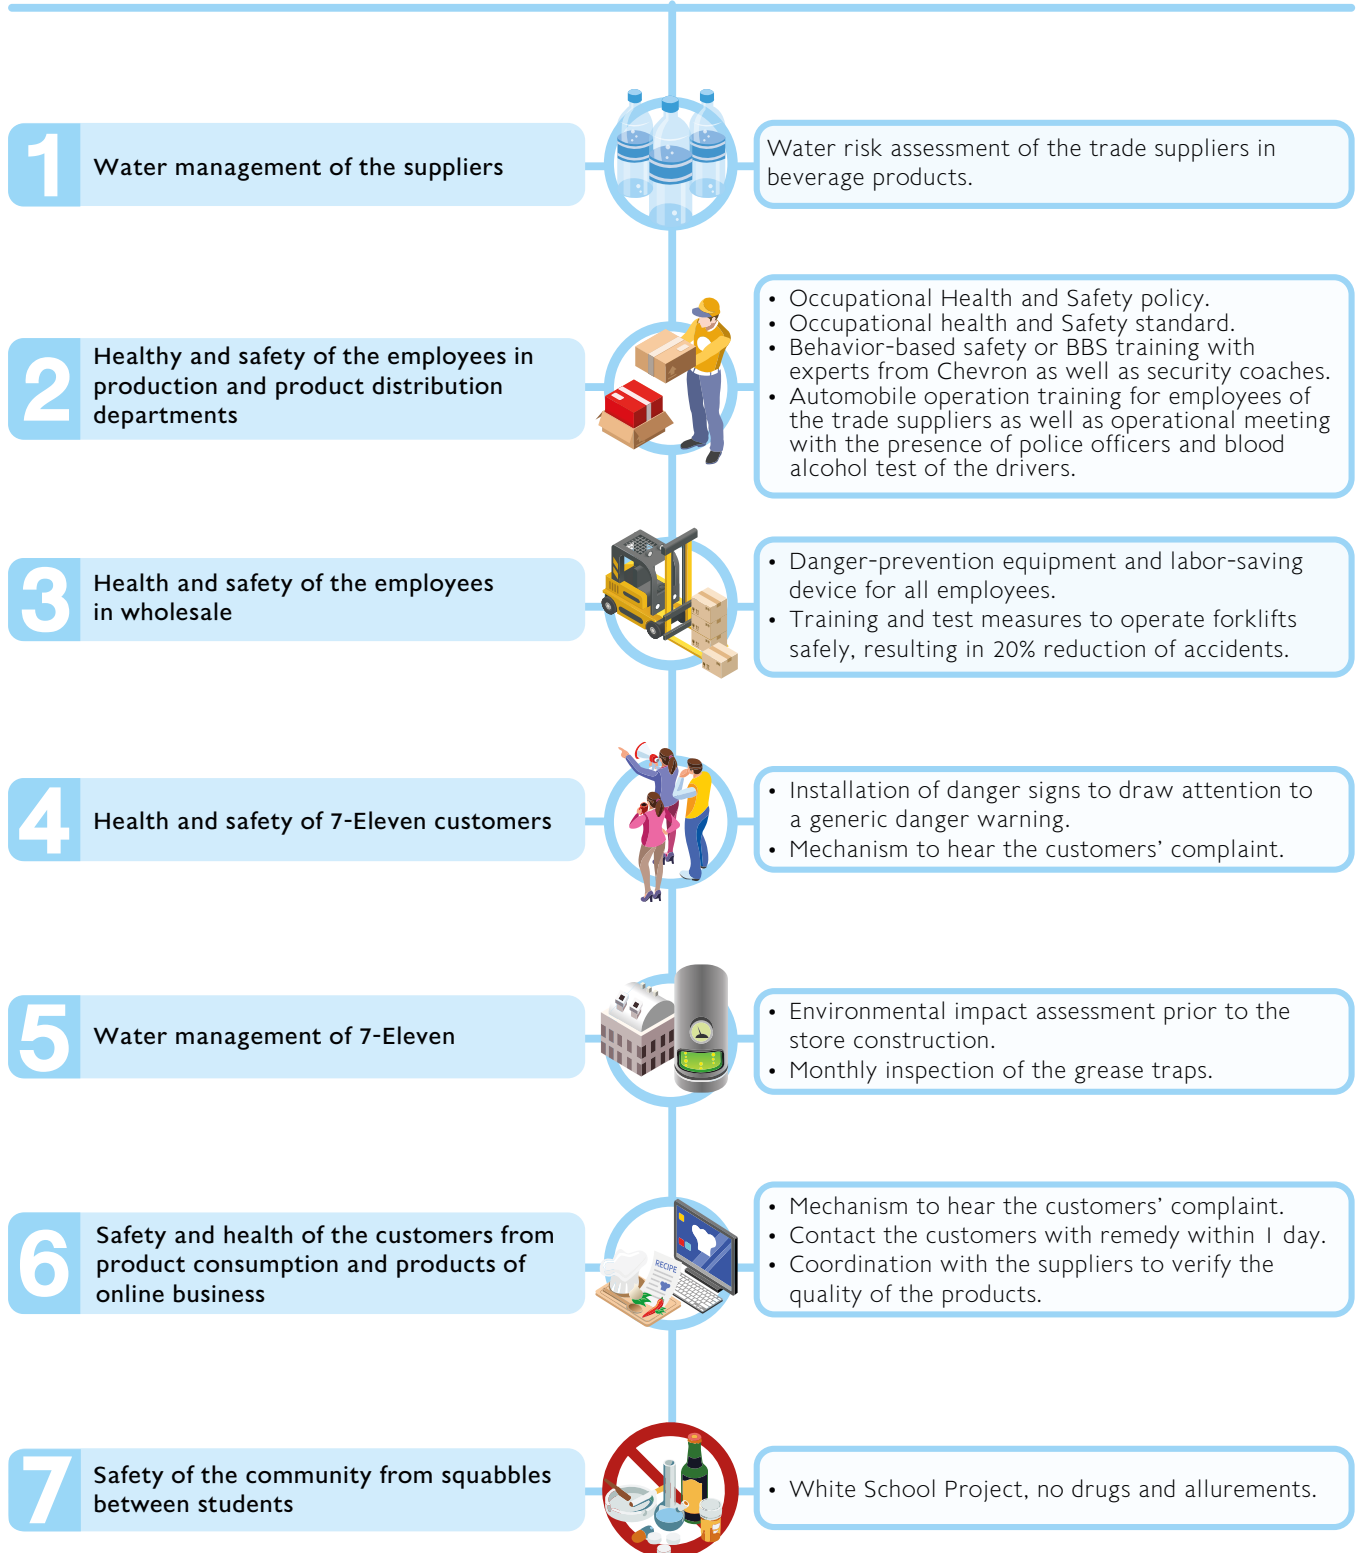 1
Water management of the suppliers
Water risk assessment of the trade suppliers in
beverage products.
2
Healthy and safety of the employees in
production and product distribution
departments
• Occupational Health and Safety policy.
• Occupational health and Safety standard.
• Behavior-based safety or BBS training with
experts from Chevron as well as security coaches.
• Automobile operation training for employees of
the trade suppliers as well as operational meeting
with the presence of police officers and blood
alcohol test of the drivers.
3
Health and safety of the employees
in wholesale
• Danger-prevention equipment and labor-saving
device for all employees.
• Training and test measures to operate forklifts
safely, resulting in 20% reduction of accidents.
4
Health and safety of 7-Eleven customers
• Installation of danger signs to draw attention to
a generic danger warning.
• Mechanism to hear the customers’ complaint.
5
Water management of 7-Eleven
• Environmental impact assessment prior to the
store construction.
• Monthly inspection of the grease traps.
6
Safety and health of the customers from
product consumption and products of
online business
RECIPE
• Mechanism to hear the customers’ complaint.
• Contact the customers with remedy within 1 day.
• Coordination with the suppliers to verify the
quality of the products.
7
Safety of the community from squabbles
between students
• White School Project, no drugs and allurements.